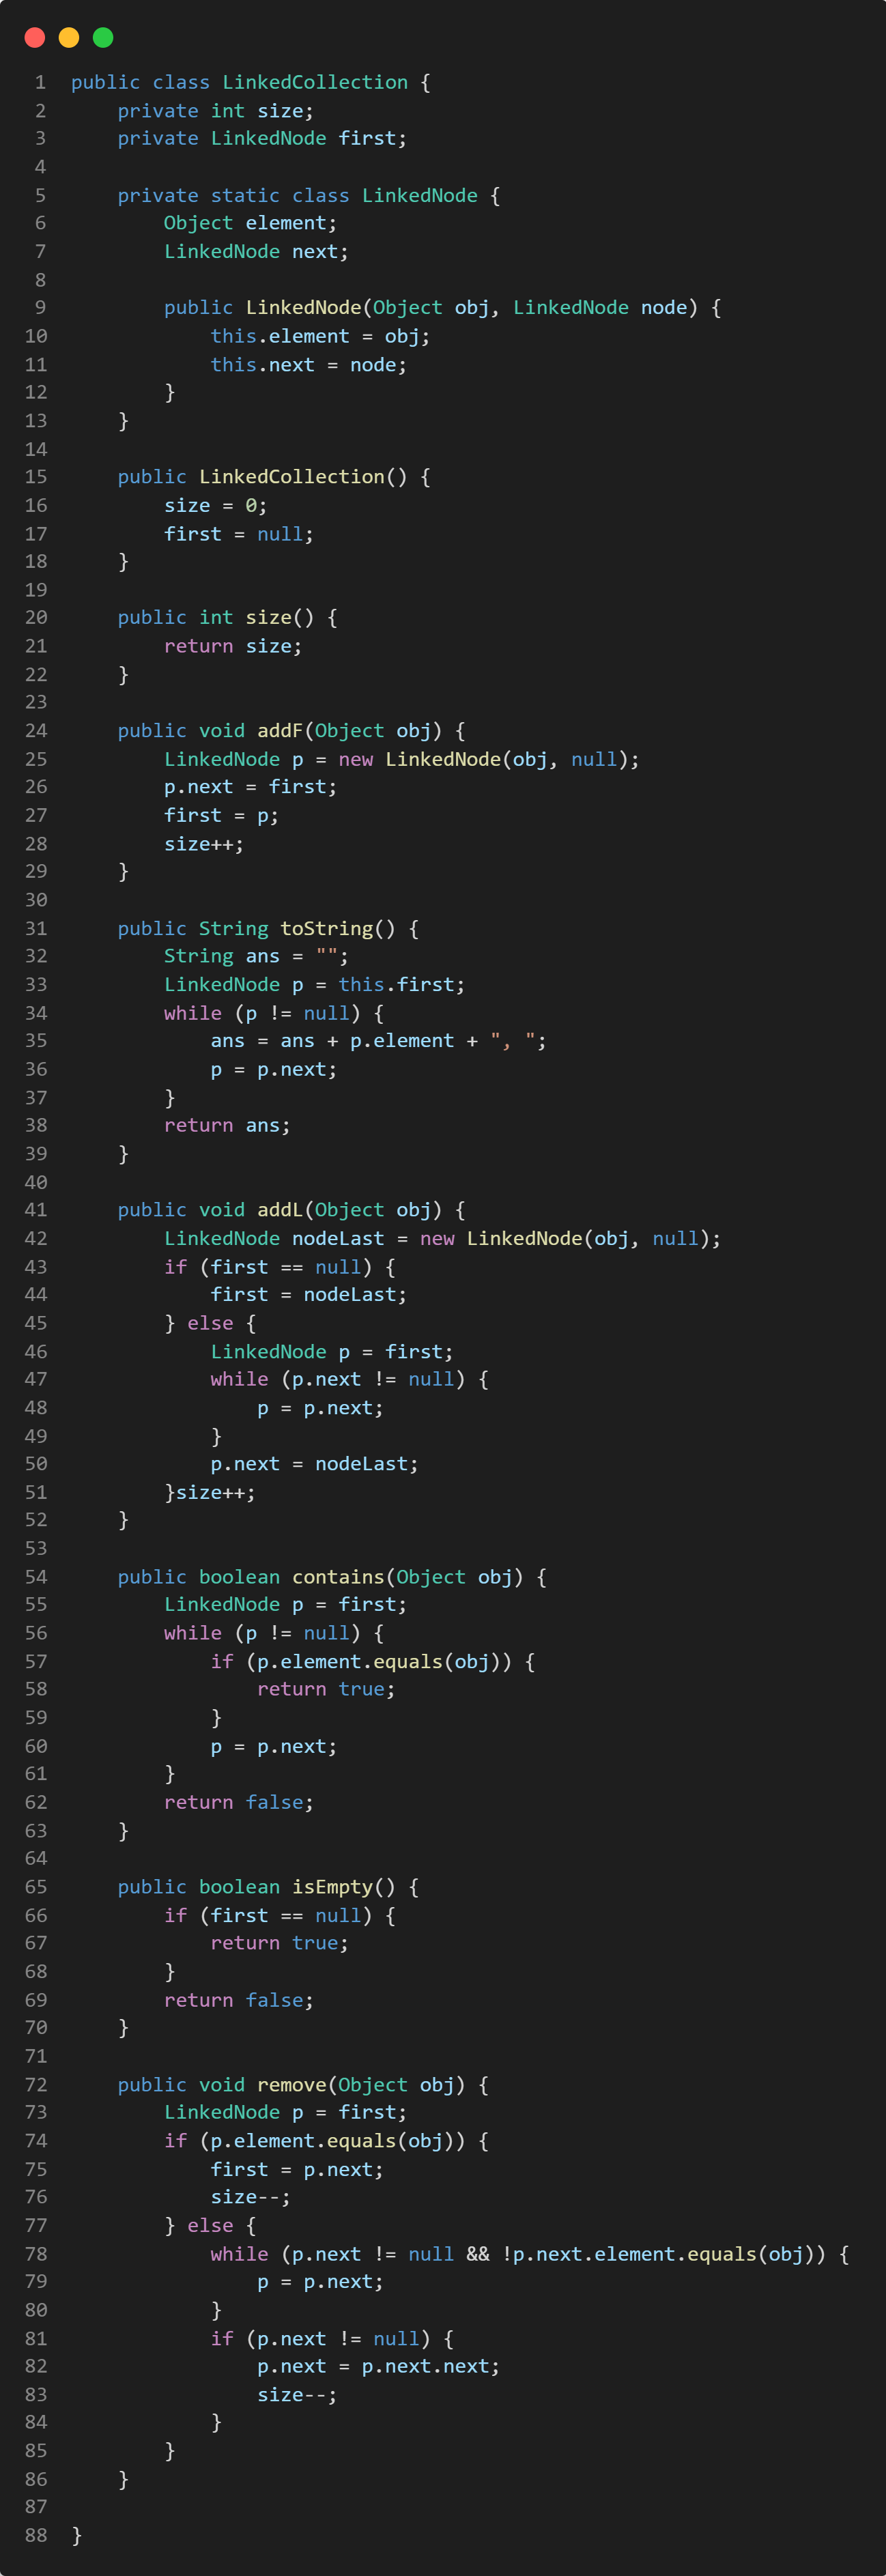 1 public class LinkedCollection {
2     private int size;
3     private LinkedNode first;
4
5     private static class LinkedNode {
6         Object element;
7         LinkedNode next;
8
9         public LinkedNode(Object obj, LinkedNode node) {
10             this.element = obj;
11             this.next = node;
12         }
13     }
14
15     public LinkedCollection() {
16         size = 0;
17         first = null;
18     }
19
20     public int size() {
21         return size;
22     }
23
24     public void addF(Object obj) {
25         LinkedNode p = new LinkedNode(obj, null);
26         p.next = first;
27         first = p;
28         size++;
29     }
30
31     public String toString() {
32         String ans = "";
33         LinkedNode p = this.first;
34         while (p != null) {
35             ans = ans + p.element + ", ";
36             p = p.next;
37         }
38         return ans;
39     }
40
41     public void addL(Object obj) {
42         LinkedNode nodeLast = new LinkedNode(obj, null);
43         if (first == null) {
44             first = nodeLast;
45         } else {
46             LinkedNode p = first;
47             while (p.next != null) {
48                 p = p.next;
49             }
50             p.next = nodeLast;
51         }size++;
52     }
53
54     public boolean contains(Object obj) {
55         LinkedNode p = first;
56         while (p != null) {
57             if (p.element.equals(obj)) {
58                 return true;
59             }
60             p = p.next;
61         }
62         return false;
63     }
64
65     public boolean isEmpty() {
66         if (first == null) {
67             return true;
68         }
69         return false;
70     }
71
72     public void remove(Object obj) {
73         LinkedNode p = first;
74         if (p.element.equals(obj)) {
75             first = p.next;
76             size--;
77         } else {
78             while (p.next != null && !p.next.element.equals(obj)) {
79                 p = p.next;
80             }
81             if (p.next != null) {
82                 p.next = p.next.next;
83                 size--;
84             }
85         }
86     }
87
88 }